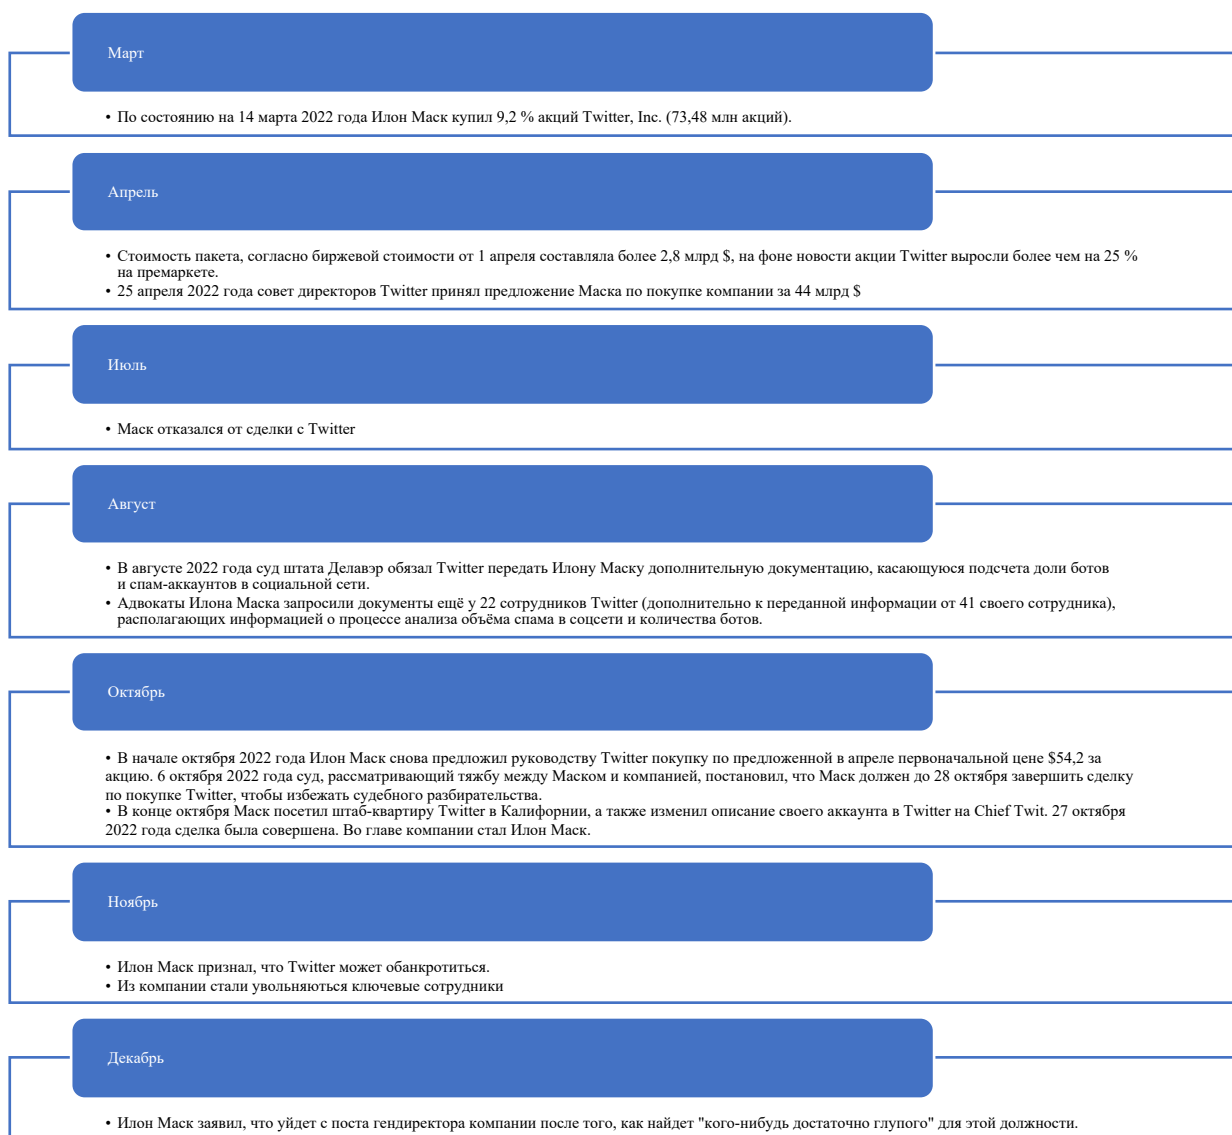 Март
• По состоянию на 14 марта 2022 года Илон Маск купил 9,2 % акций Twitter, Inc. (73,48 млн акций).
Апрель
• Стоимость пакета, согласно биржевой стоимости от 1 апреля составляла более 2,8 млрд $, на фоне новости акции Twitter выросли более чем на 25 %
на премаркете.
• 25 апреля 2022 года совет директоров Twitter принял предложение Маска по покупке компании за 44 млрд $
Июль
• Маск отказался от сделки с Twitter
Август
• В августе 2022 года суд штата Делавэр обязал Twitter передать Илону Маску дополнительную документацию, касающуюся подсчета доли ботов
и спам-аккаунтов в социальной сети.
• Адвокаты Илона Маска запросили документы ещё у 22 сотрудников Twitter (дополнительно к переданной информации от 41 своего сотрудника),
располагающих информацией о процессе анализа объёма спама в соцсети и количества ботов.
Октябрь
• В начале октября 2022 года Илон Маск снова предложил руководству Twitter покупку по предложенной в апреле первоначальной цене $54,2 за
акцию. 6 октября 2022 года суд, рассматривающий тяжбу между Маском и компанией, постановил, что Маск должен до 28 октября завершить сделку
по покупке Twitter, чтобы избежать судебного разбирательства.
• В конце октября Маск посетил штаб-квартиру Twitter в Калифорнии, а также изменил описание своего аккаунта в Twitter на Chief Twit. 27 октября
2022 года сделка была совершена. Во главе компании стал Илон Маск.
Ноябрь
• Илон Маск признал, что Twitter может обанкротиться.
• Из компании стали увольняються ключевые сотрудники
Декабрь
• Илон Маск заявил, что уйдет с поста гендиректора компании после того, как найдет "кого-нибудь достаточно глупого" для этой должности.